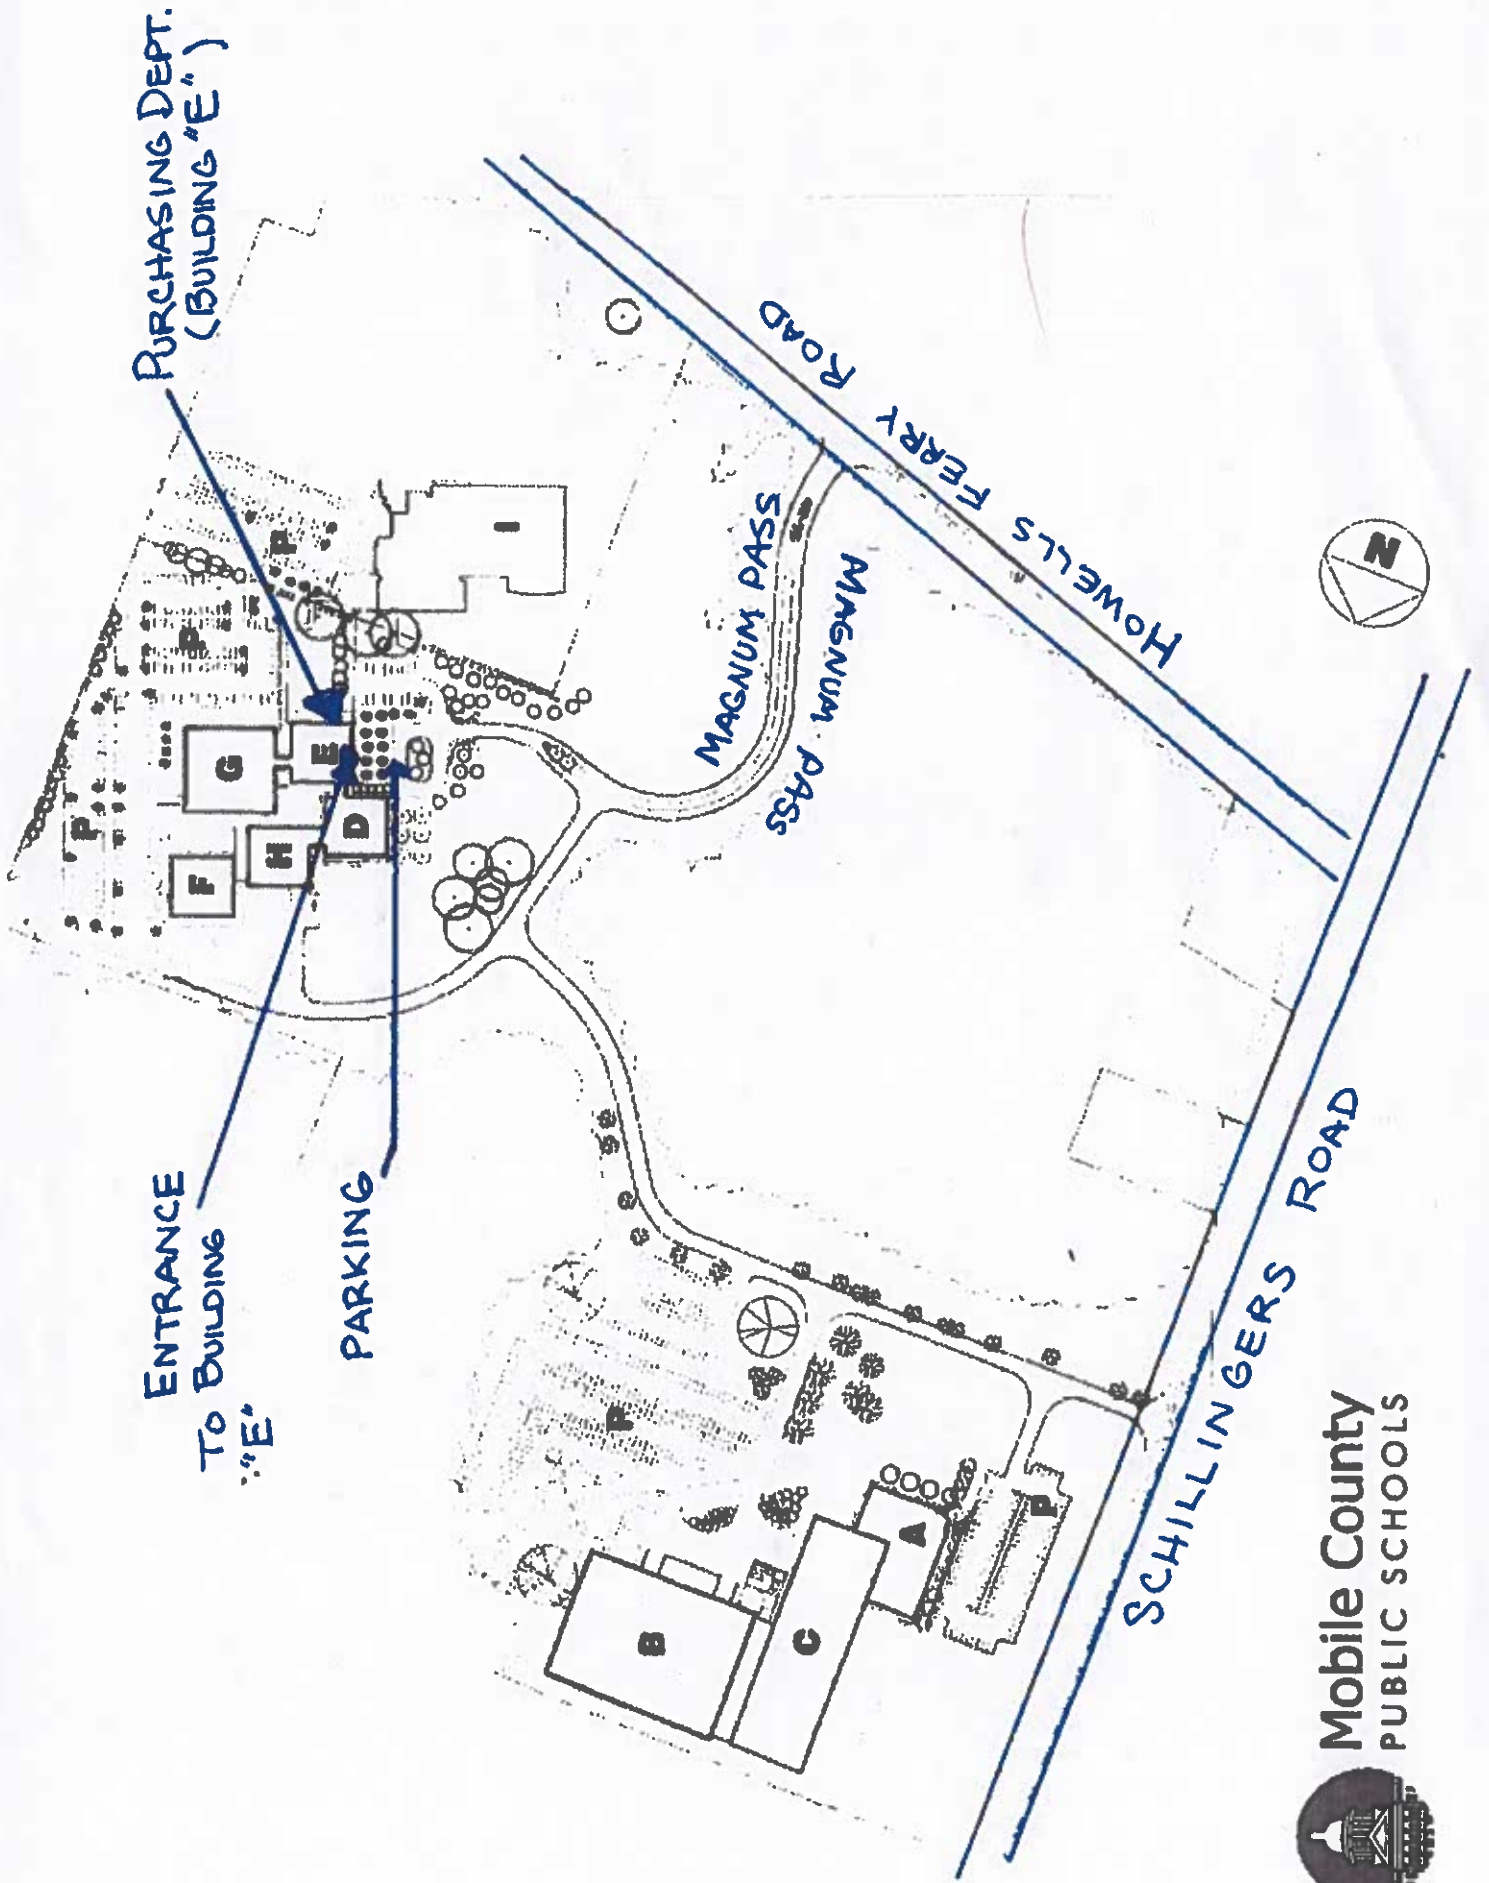 PURCHASING DEPT.
(BUILDING "E")
ENTRANCE
TO BUILDING
"E"
PARKING
P
P
P
G
E
F
H
D
I
MAGNUM PASS
MAGNUM PASS
HOWELLS FERRY ROAD
N
P
B
C
A
P
SCHILLINGERS ROAD
Mobile County
PUBLIC SCHOOLS